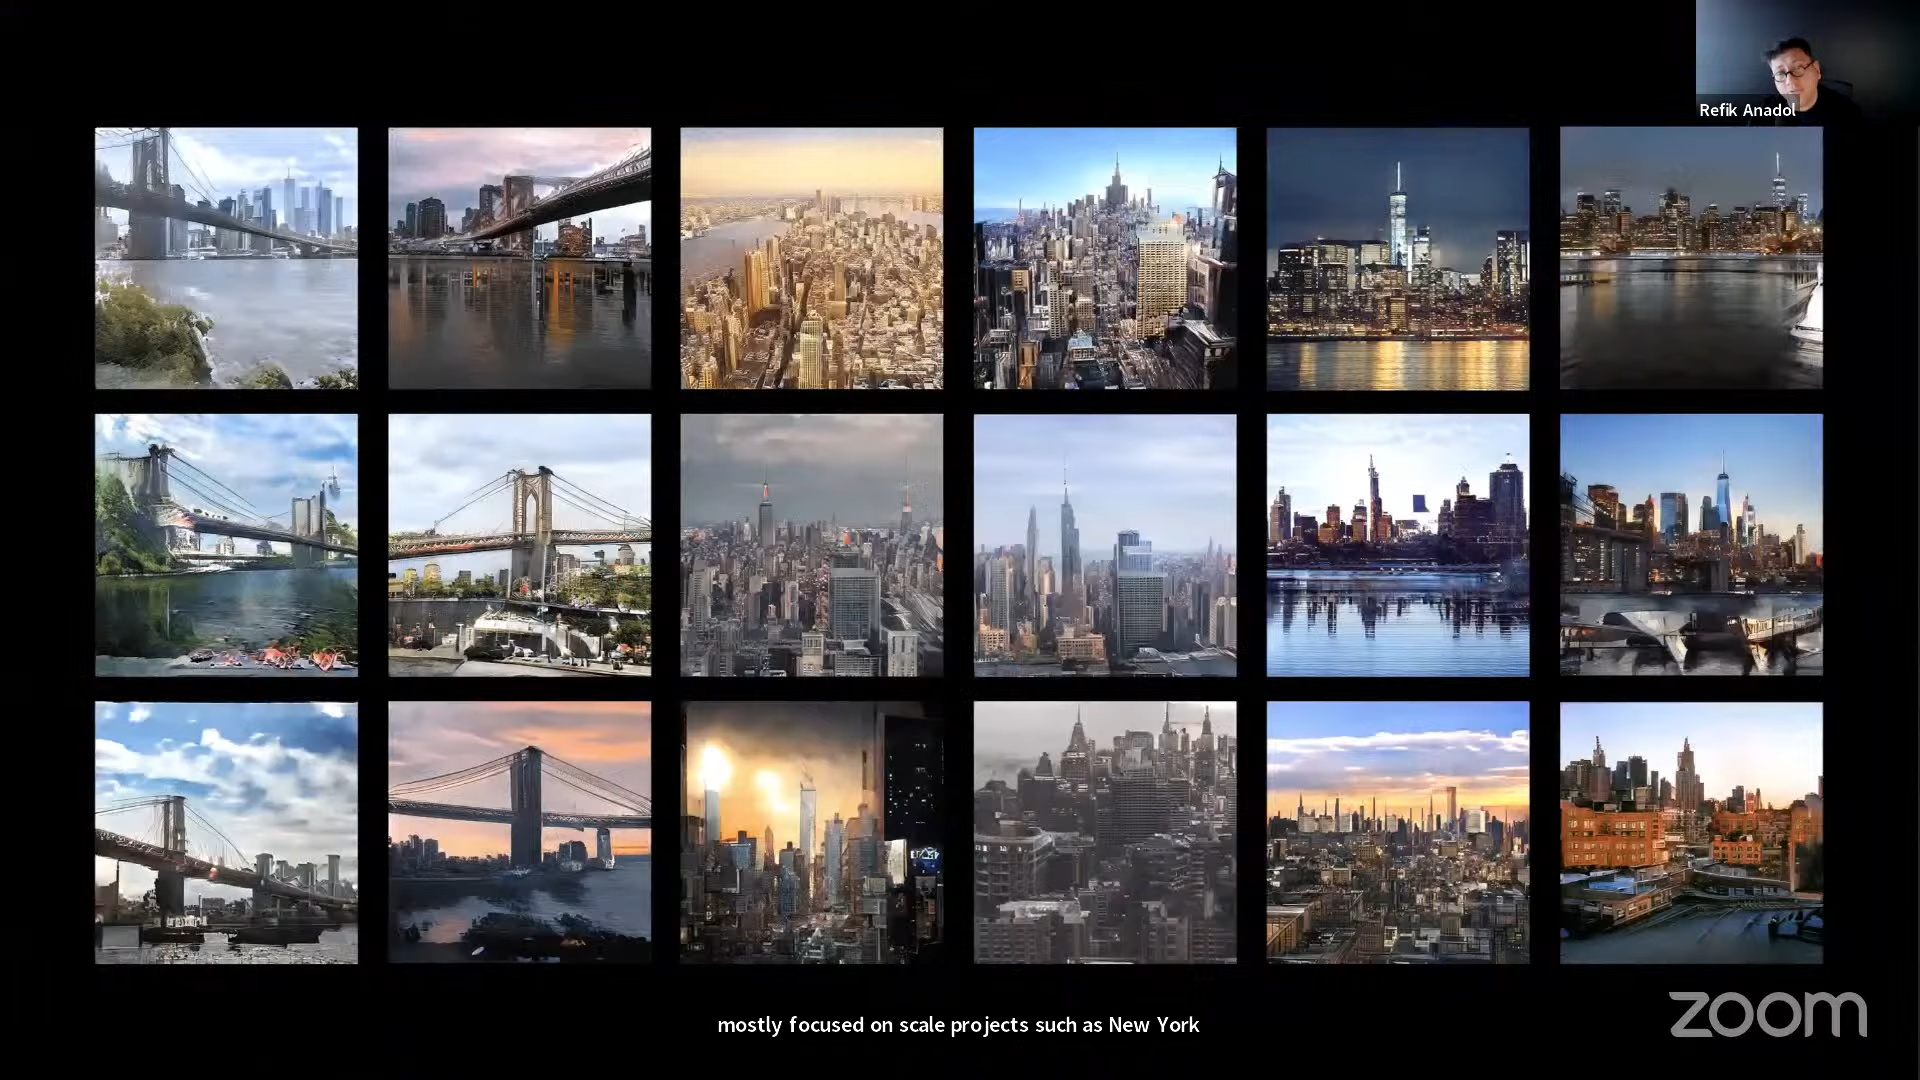 Refik Anadol
mostly focused on scale projects such as New York
zoom